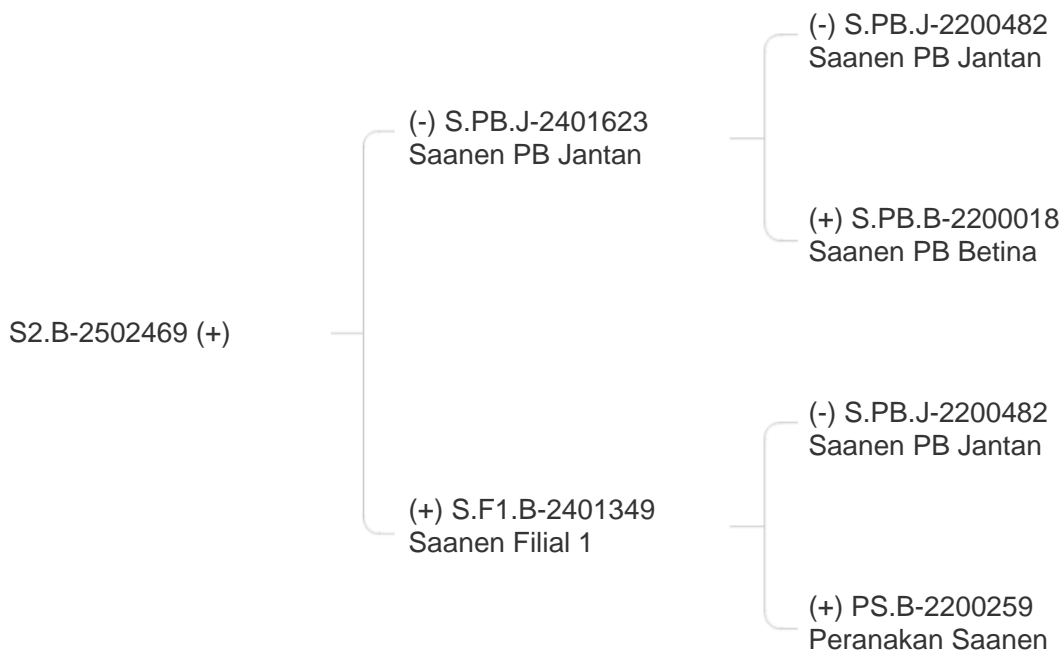 (-) S.PB.J-2200482
Saanen PB Jantan
(-) S.PB.J-2401623
Saanen PB Jantan
(+) S.PB.B-2200018
Saanen PB Betina
S2.B-2502469 (+)
(-) S.PB.J-2200482
Saanen PB Jantan
(+) S.F1.B-2401349
Saanen Filial 1
(+) PS.B-2200259
Peranakan Saanen